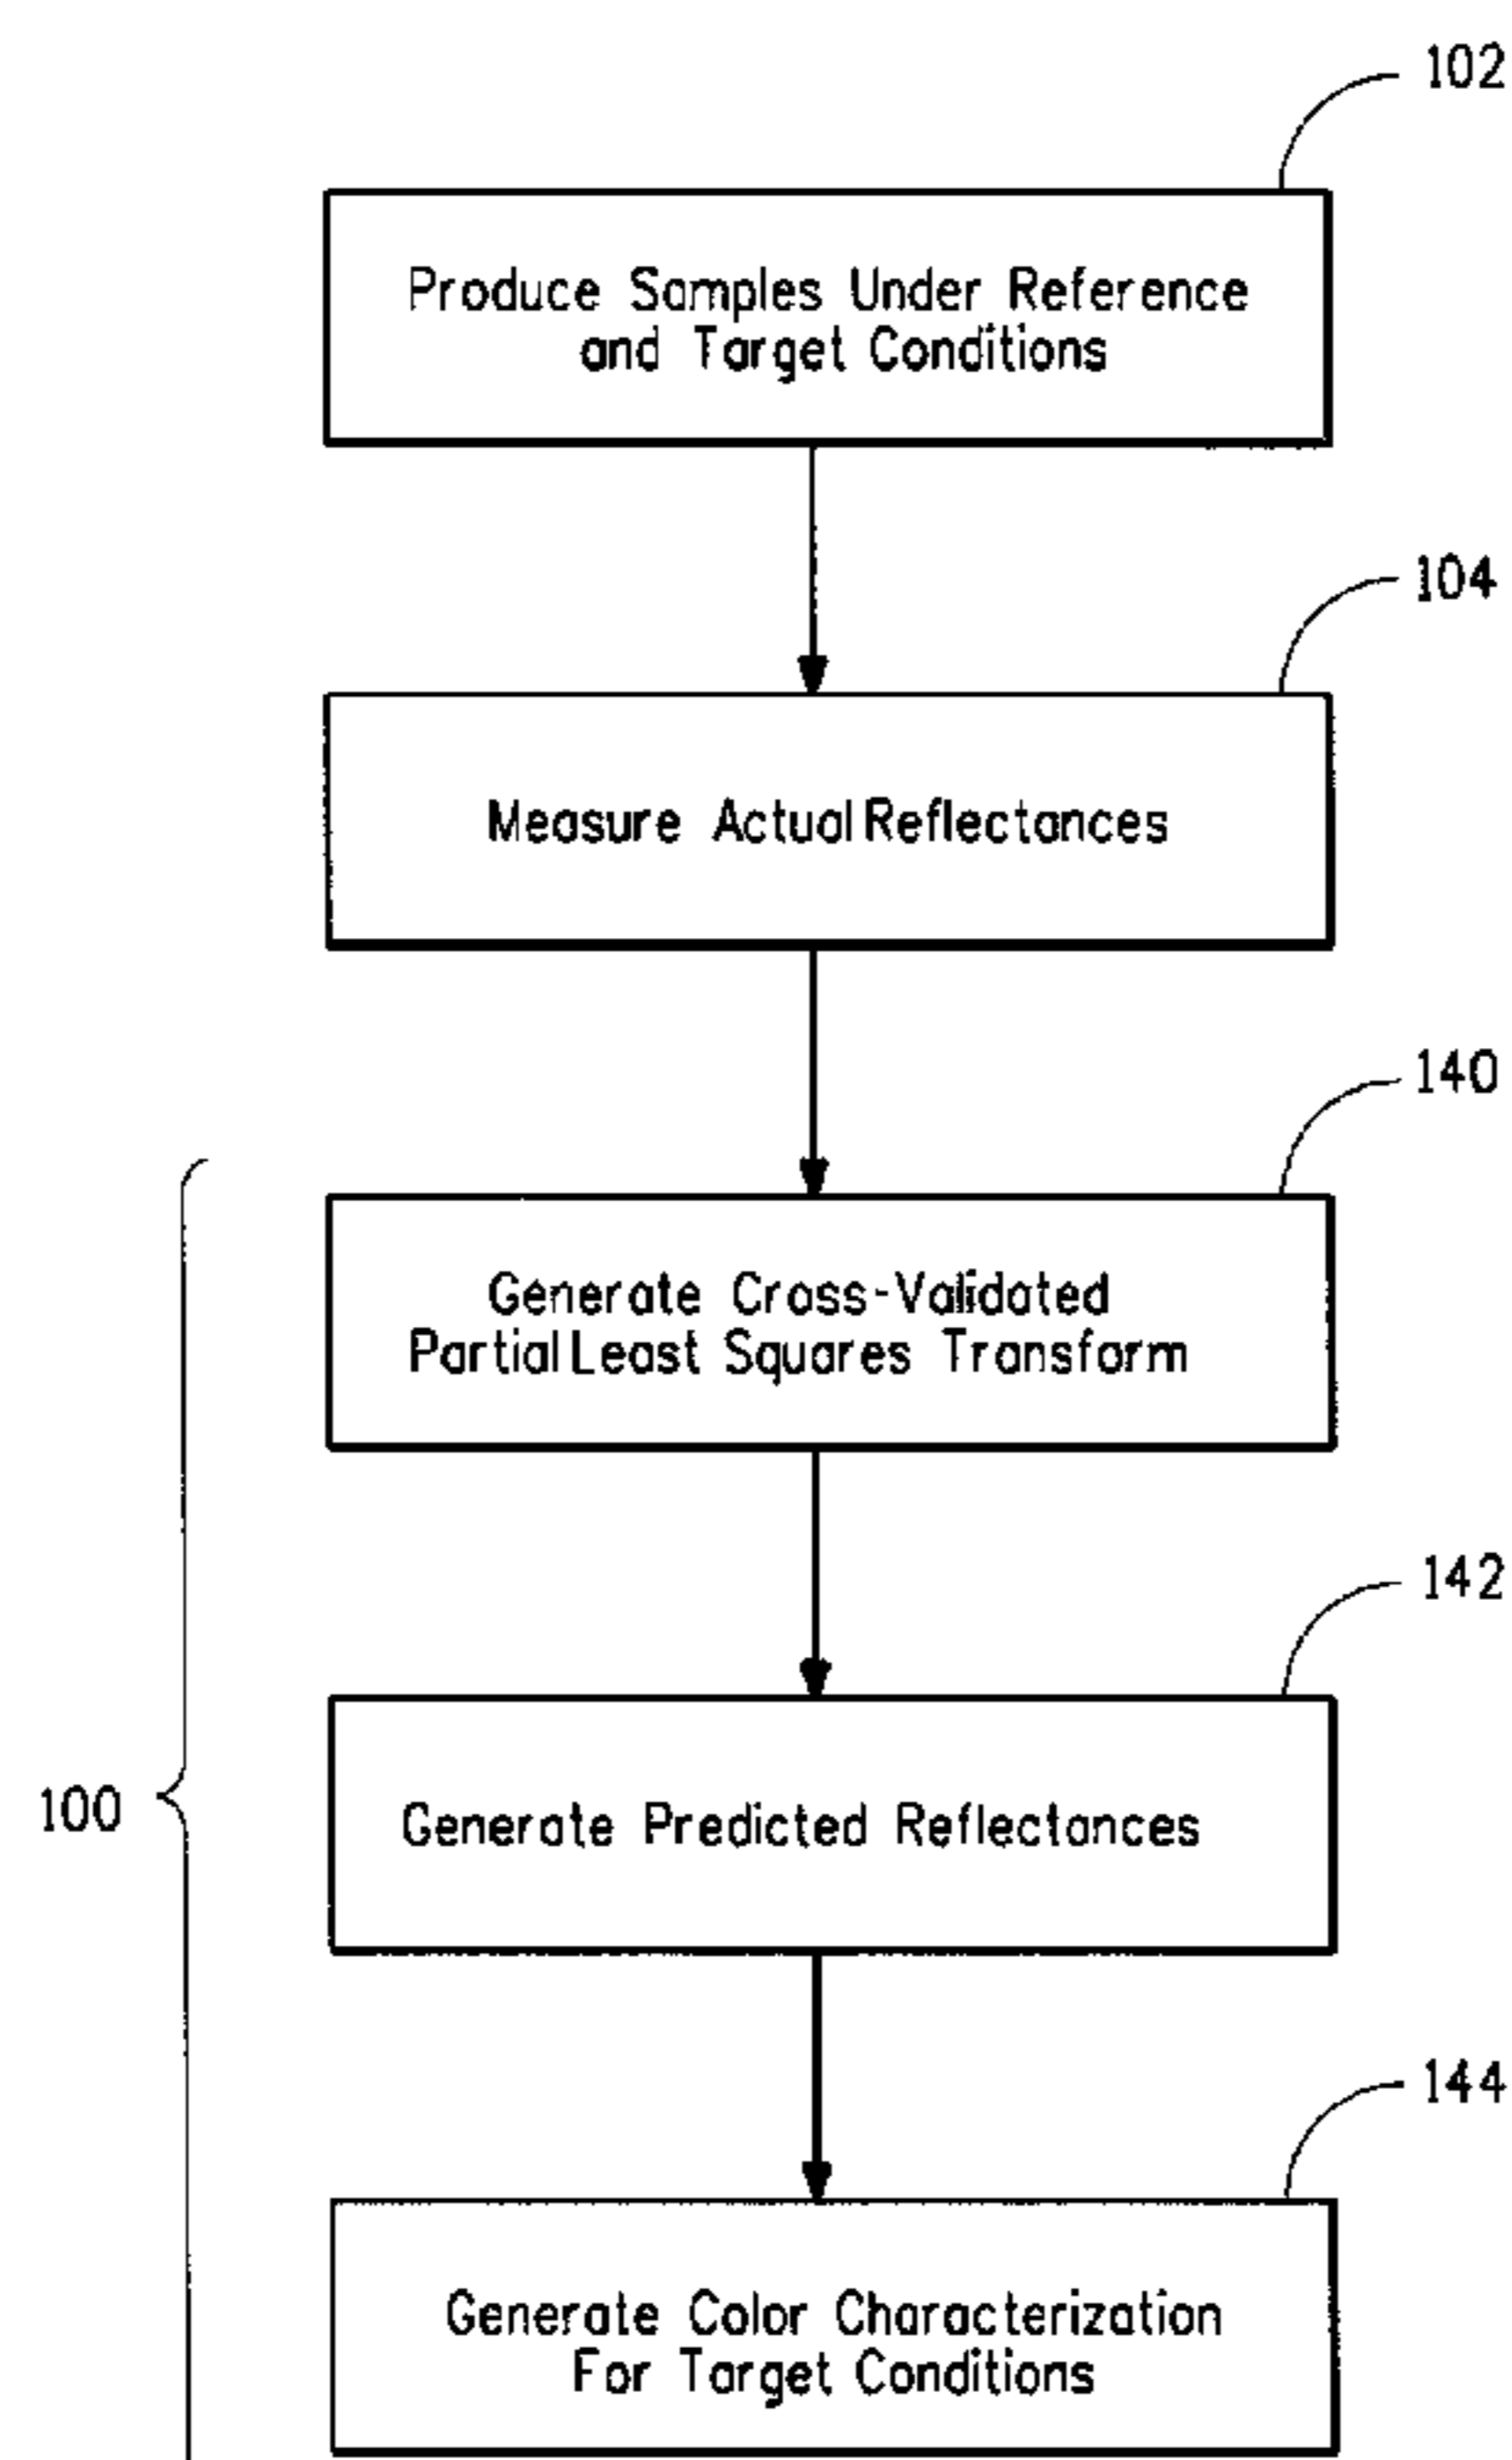 102
Produce Samples Under Reference
and Target Conditions
104
Measure Actual Reflectances
140
Generate Cross-Validated
Partial Least Squares Transform
142
100
Generate Predicted Reflectances
144
Generate Color Characterization
For Target Conditions